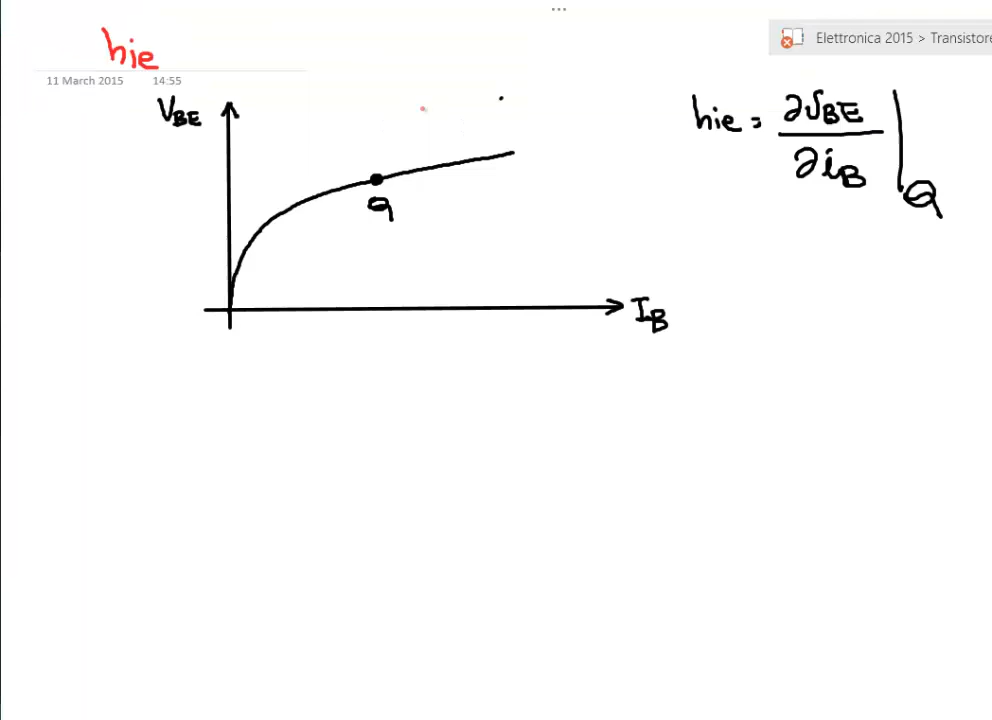 ...
hie
Elettronica 2015 > Transistore
11 March 2015 14:55
VBE
hie = ∂VBE / ∂iB | Q
Q
IB